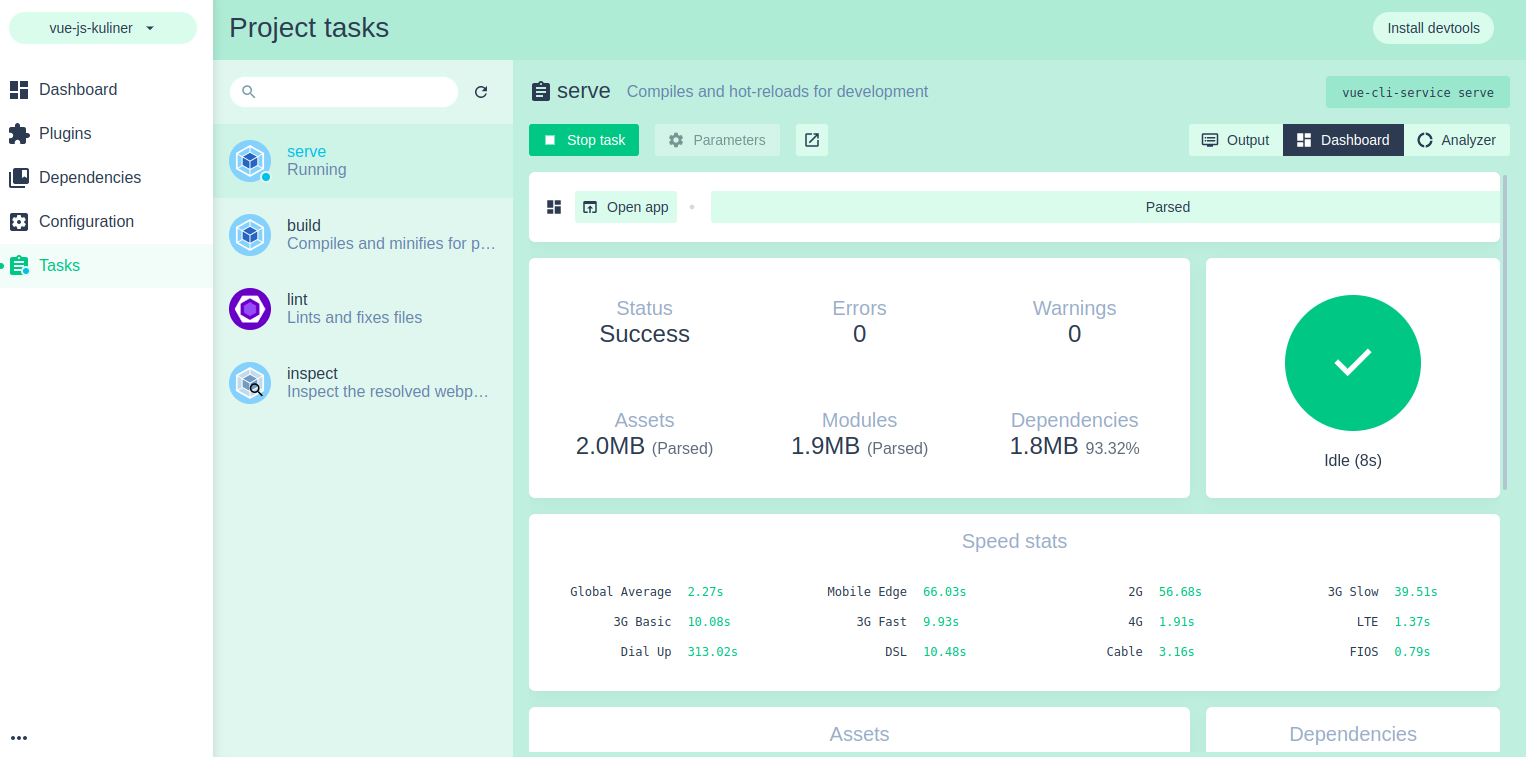 vue-js-kuliner
Project tasks
Install devtools
Dashboard
Plugins
Dependencies
Configuration
Tasks
serve
Running
build
Compiles and minifies for p…
lint
Lints and fixes files
inspect
Inspect the resolved webp…
serve Compiles and hot-reloads for development
vue-cli-service serve
Stop task Parameters
Output Dashboard Analyzer
Open app Parsed
Status Errors Warnings
Success 0 0
Assets Modules Dependencies
2.0MB (Parsed) 1.9MB (Parsed) 1.8MB 93.32%
Idle (8s)
Speed stats
Global Average 2.27s Mobile Edge 66.03s 2G 56.68s 3G Slow 39.51s
3G Basic 10.08s 3G Fast 9.93s 4G 1.91s LTE 1.37s
Dial Up 313.02s DSL 10.48s Cable 3.16s FIOS 0.79s
Assets Dependencies